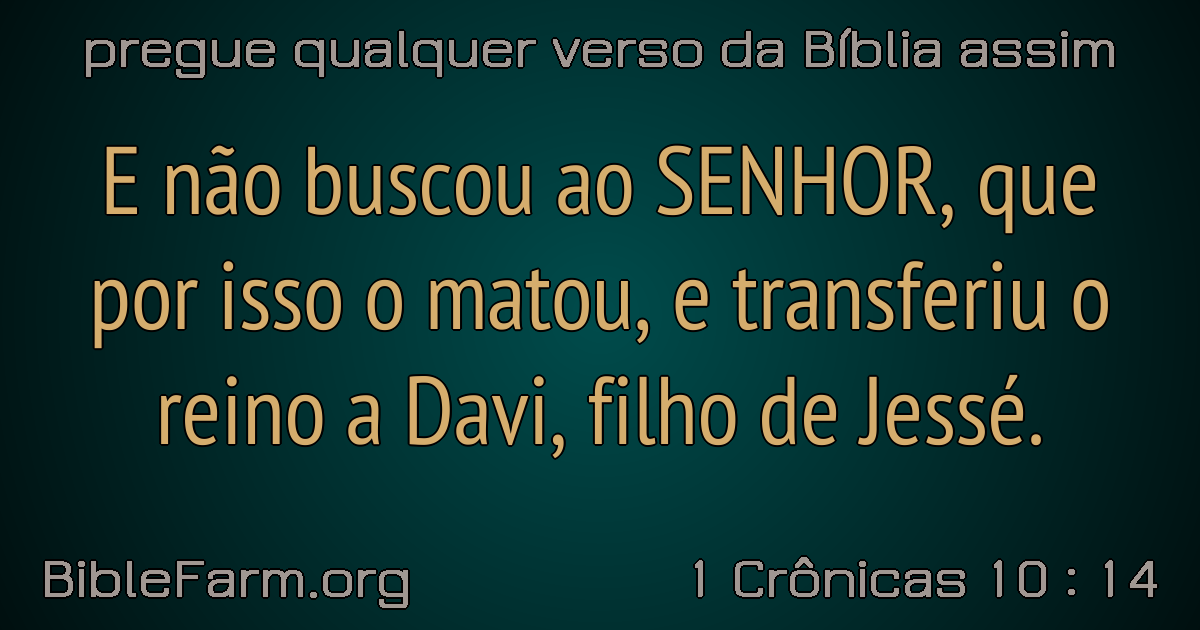 pregue qualquer verso da Bíblia assim
E não buscou ao SENHOR, que
por isso o matou, e transferiu o
reino a Davi, filho de Jessé.
BibleFarm.org
1 Crônicas 10 : 14